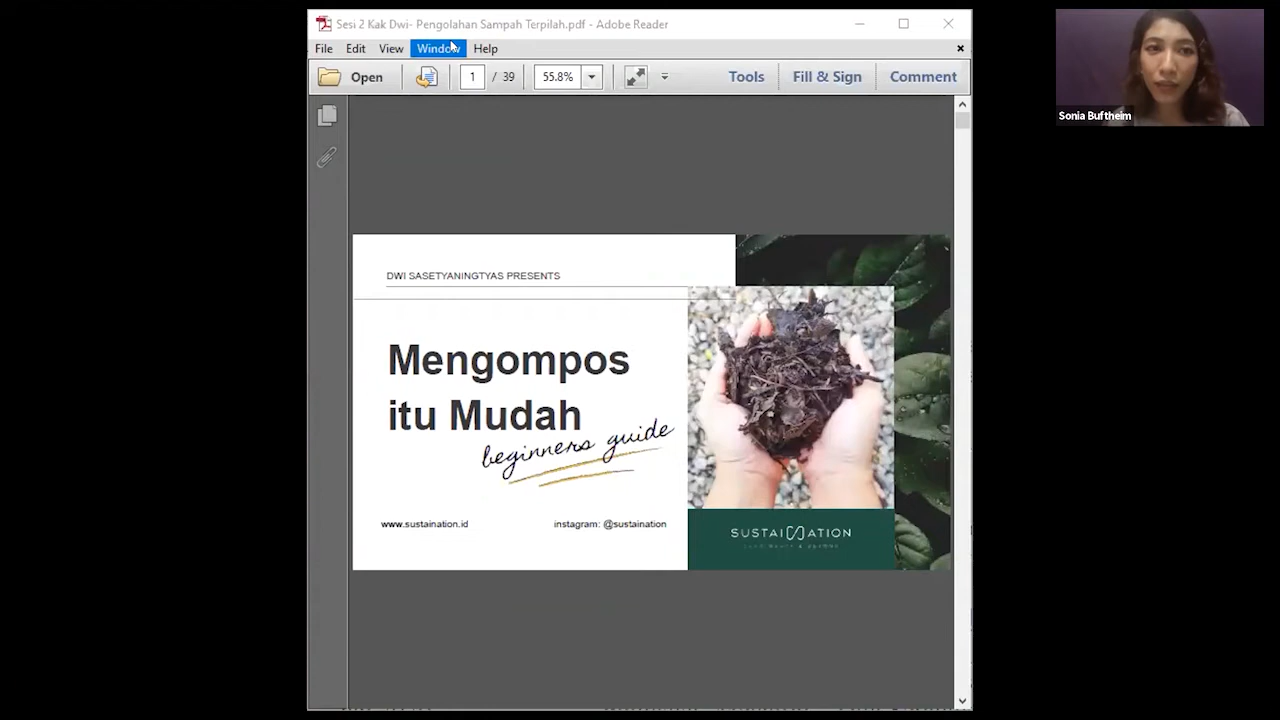 Sesi 2 Kak Dwi- Pengolahan Sampah Terpilah.pdf - Adobe Reader
File Edit View Window Help
Open 1 / 39 55.8% Tools Fill & Sign Comment
Sonia Buftheim
DWI SASETYANINGTYAS PRESENTS
Mengompos
itu Mudah
beginners guide
www.sustaination.id instagram: @sustaination
SUSTAINATION